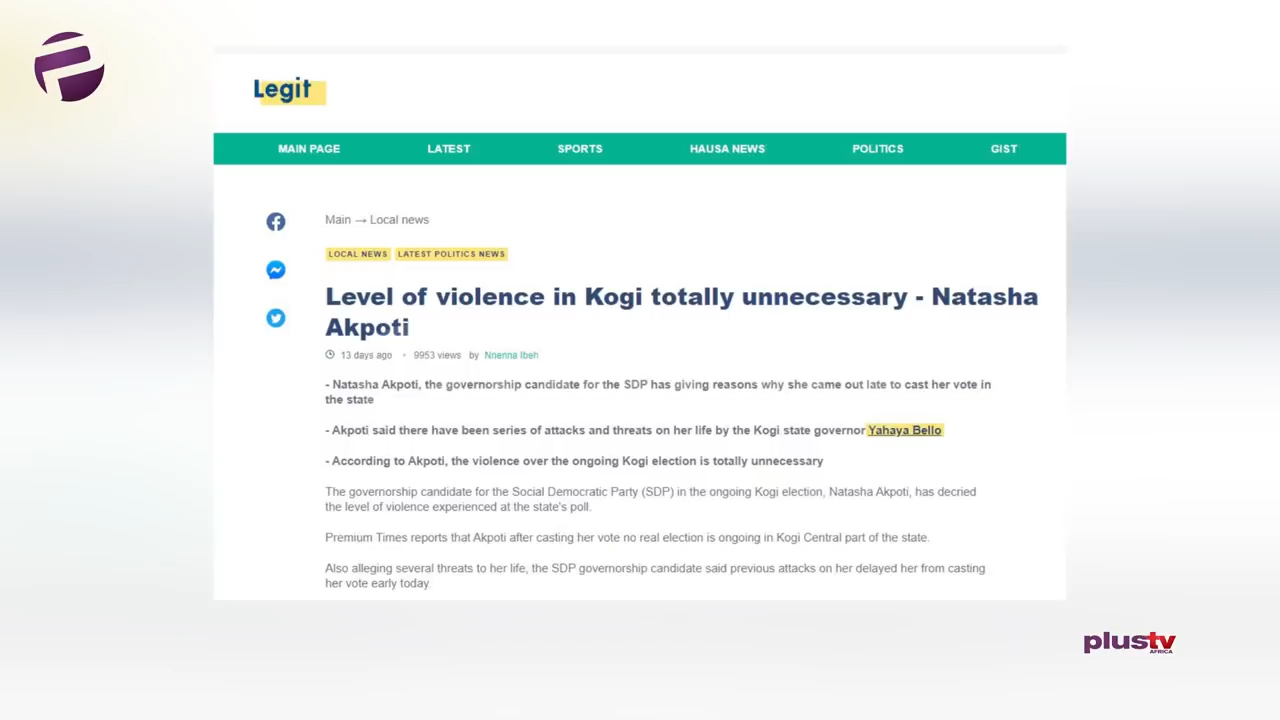 Legit
MAIN PAGE LATEST SPORTS HAUSA NEWS POLITICS GIST
Main → Local news
LOCAL NEWS LATEST POLITICS NEWS
Level of violence in Kogi totally unnecessary - Natasha
Akpoti
13 days ago • 9953 views by Nnenna Ibeh
- Natasha Akpoti, the governorship candidate for the SDP has giving reasons why she came out late to cast her vote in
the state
- Akpoti said there have been series of attacks and threats on her life by the Kogi state governor Yahaya Bello
- According to Akpoti, the violence over the ongoing Kogi election is totally unnecessary
The governorship candidate for the Social Democratic Party (SDP) in the ongoing Kogi election, Natasha Akpoti, has decried
the level of violence experienced at the state's poll.
Premium Times reports that Akpoti after casting her vote no real election is ongoing in Kogi Central part of the state.
Also alleging several threats to her life, the SDP governorship candidate said previous attacks on her delayed her from casting
her vote early today.
plustv
AFRICA